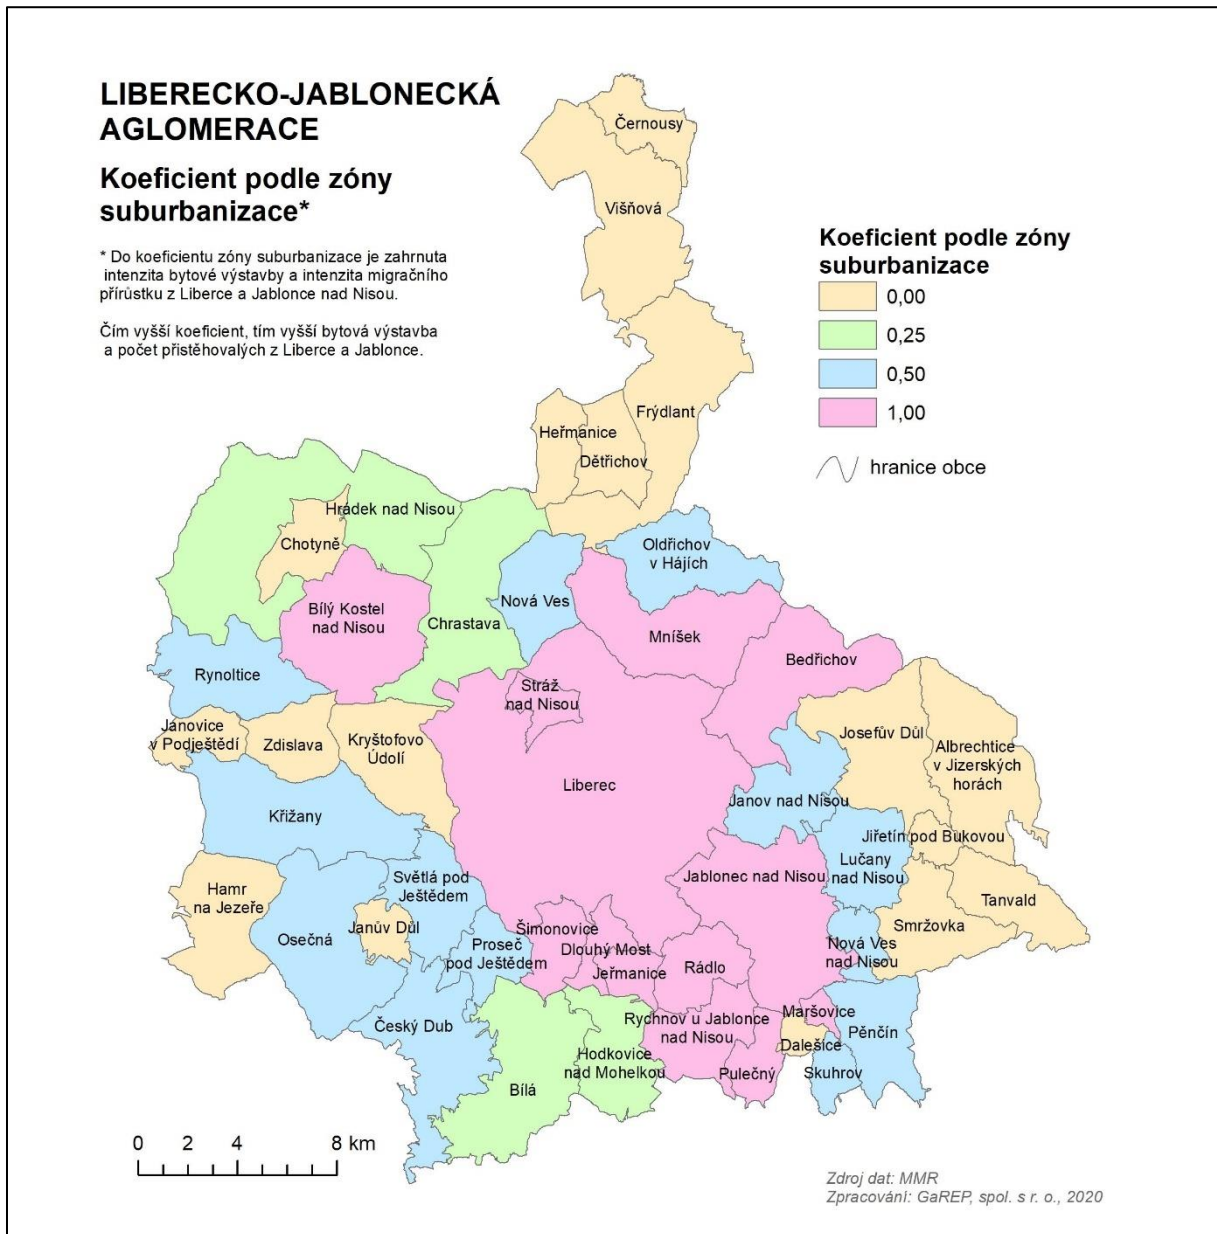 LIBERECKO-JABLONECKÁ
AGLOMERACE
Koeficient podle zóny
suburbanizace*
* Do koeficientu zóny suburbanizace je zahrnuta
intenzita bytové výstavby a intenzita migračního
přírůstku z Liberce a Jablonce nad Nisou.
Čím vyšší koeficient, tím vyšší bytová výstavba
a počet přistěhovalých z Liberce a Jablonce.
Koeficient podle zóny
suburbanizace
0,00
0,25
0,50
1,00
hranice obce
Černousy
Višňová
Frýdlant
Heřmanice
Dětřichov
Hrádek nad Nisou
Chotyně
Oldřichov
v Hájích
Nová Ves
Bílý Kostel
nad Nisou
Chrastava
Mníšek
Bedřichov
Rynoltice
Stráž
nad Nisou
Janovice
v Podještědí
Zdislava
Kryštofovo
Údolí
Josefův Důl
Albrechtice
v Jizerských
horách
Liberec
Janov nad Nisou
Křižany
Jiřetín pod Bukovou
Lučany
nad Nisou
Světlá pod
Ještědem
Jablonec nad Nisou
Hamr
na Jezeře
Tanvald
Smržovka
Janův Důl
Osečná
Šimonovice
Proseč
pod Ještědem
Dlouhý Most
Nová Ves
nad Nisou
Jeřmanice
Rádlo
Maršovice
Český Dub
Rychnov u Jablonce
nad Nisou
Pěnčín
Dalešice
Hodkovice
nad Mohelkou
Pulečný
Skuhrov
Bílá
0 2 4 8 km
Zdroj dat: MMR
Zpracování: GaREP, spol. s r. o., 2020